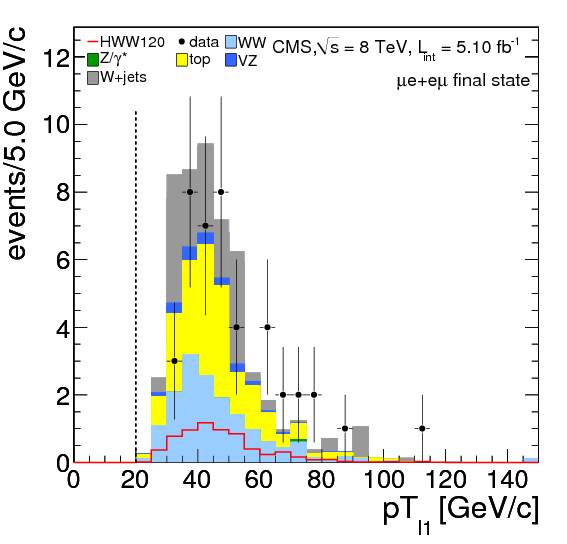 HWW120 data WW CMS,√s = 8 TeV, L_int = 5.10 fb⁻¹
Z/γ* top VZ
W+jets μe+eμ final state
events/5.0 GeV/c
12
10
8
6
4
2
0
0 20 40 60 80 100 120 140
pT_l1 [GeV/c]